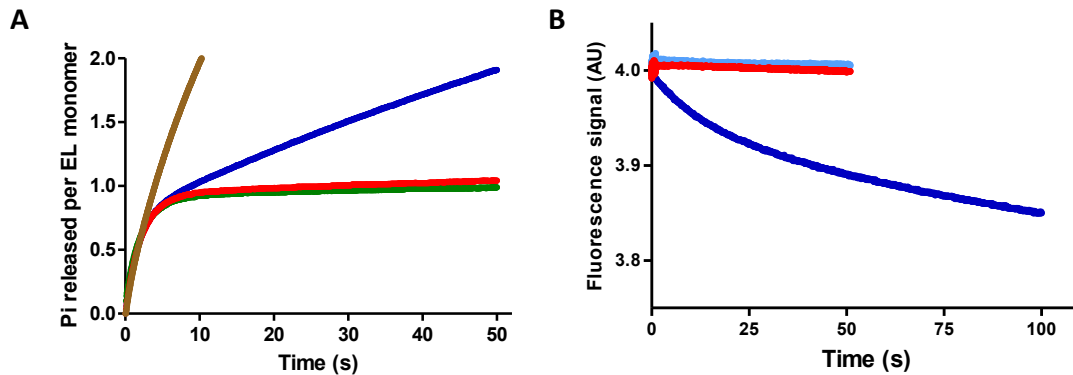 A
Pi released per EL monomer
2.0
1.5
1.0
0.5
0.0
0 10 20 30 40 50
Time (s)
B
Fluorescence signal (AU)
4.0
3.9
3.8
0 25 50 75 100
Time (s)